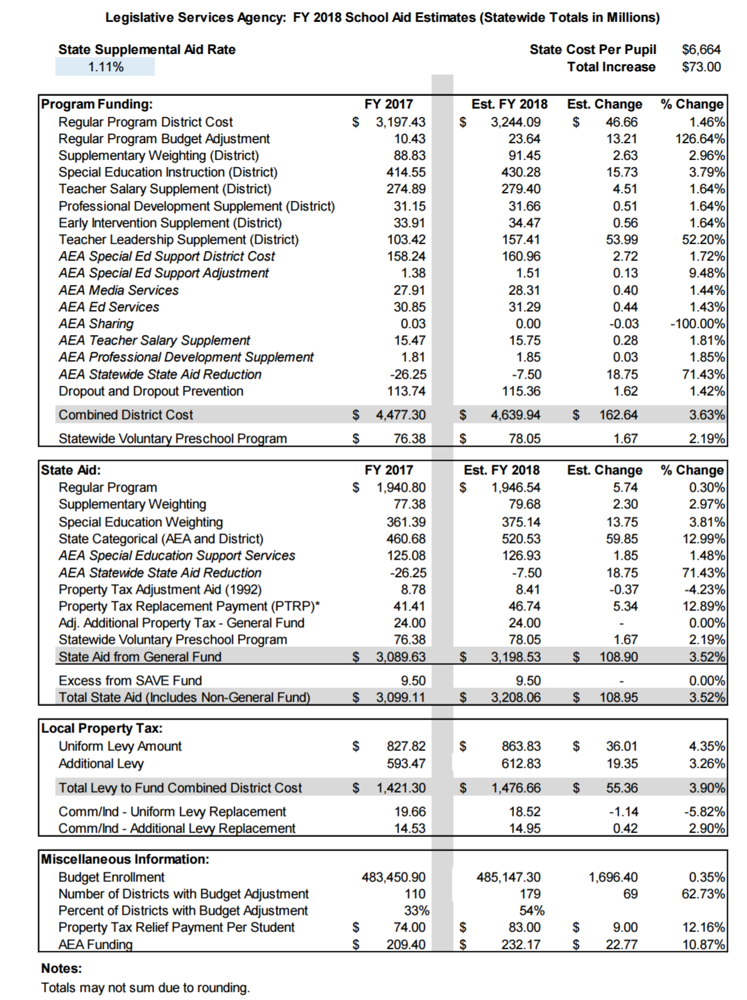 Legislative Services Agency:  FY 2018 School Aid Estimates (Statewide Totals in Millions)
State Supplemental Aid Rate State Cost Per Pupil $6,664
1.11% Total Increase $73.00
Program Funding: FY 2017 Est. FY 2018 Est. Change % Change
Regular Program District Cost $ 3,197.43 $ 3,244.09 $ 46.66 1.46%
Regular Program Budget Adjustment 10.43 23.64 13.21 126.64%
Supplementary Weighting (District) 88.83 91.45 2.63 2.96%
Special Education Instruction (District) 414.55 430.28 15.73 3.79%
Teacher Salary Supplement (District) 274.89 279.40 4.51 1.64%
Professional Development Supplement (District) 31.15 31.66 0.51 1.64%
Early Intervention Supplement (District) 33.91 34.47 0.56 1.64%
Teacher Leadership Supplement (District) 103.42 157.41 53.99 52.20%
AEA Special Ed Support District Cost 158.24 160.96 2.72 1.72%
AEA Special Ed Support Adjustment 1.38 1.51 0.13 9.48%
AEA Media Services 27.91 28.31 0.40 1.44%
AEA Ed Services 30.85 31.29 0.44 1.43%
AEA Sharing 0.03 0.00 -0.03 -100.00%
AEA Teacher Salary Supplement 15.47 15.75 0.28 1.81%
AEA Professional Development Supplement 1.81 1.85 0.03 1.85%
AEA Statewide State Aid Reduction -26.25 -7.50 18.75 71.43%
Dropout and Dropout Prevention 113.74 115.36 1.62 1.42%
Combined District Cost $ 4,477.30 $ 4,639.94 $ 162.64 3.63%
Statewide Voluntary Preschool Program $ 76.38 $ 78.05 1.67 2.19%
State Aid: FY 2017 Est. FY 2018 Est. Change % Change
Regular Program $ 1,940.80 $ 1,946.54 5.74 0.30%
Supplementary Weighting 77.38 79.68 2.30 2.97%
Special Education Weighting 361.39 375.14 13.75 3.81%
State Categorical (AEA and District) 460.68 520.53 59.85 12.99%
AEA Special Education Support Services 125.08 126.93 1.85 1.48%
AEA Statewide State Aid Reduction -26.25 -7.50 18.75 71.43%
Property Tax Adjustment Aid (1992) 8.78 8.41 -0.37 -4.23%
Property Tax Replacement Payment (PTRP)* 41.41 46.74 5.34 12.89%
Adj. Additional Property Tax - General Fund 24.00 24.00 - 0.00%
Statewide Voluntary Preschool Program 76.38 78.05 1.67 2.19%
State Aid from General Fund $ 3,089.63 $ 3,198.53 $ 108.90 3.52%
Excess from SAVE Fund 9.50 9.50 - 0.00%
Total State Aid (Includes Non-General Fund) $ 3,099.11 $ 3,208.06 $ 108.95 3.52%
Local Property Tax:
Uniform Levy Amount $ 827.82 $ 863.83 $ 36.01 4.35%
Additional Levy 593.47 612.83 19.35 3.26%
Total Levy to Fund Combined District Cost $ 1,421.30 $ 1,476.66 $ 55.36 3.90%
Comm/Ind - Uniform Levy Replacement 19.66 18.52 -1.14 -5.82%
Comm/Ind - Additional Levy Replacement 14.53 14.95 0.42 2.90%
Miscellaneous Information:
Budget Enrollment 483,450.90 485,147.30 1,696.40 0.35%
Number of Districts with Budget Adjustment 110 179 69 62.73%
Percent of Districts with Budget Adjustment 33% 54%
Property Tax Relief Payment Per Student $ 74.00 $ 83.00 $ 9.00 12.16%
AEA Funding $ 209.40 $ 232.17 $ 22.77 10.87%
Notes:
Totals may not sum due to rounding.